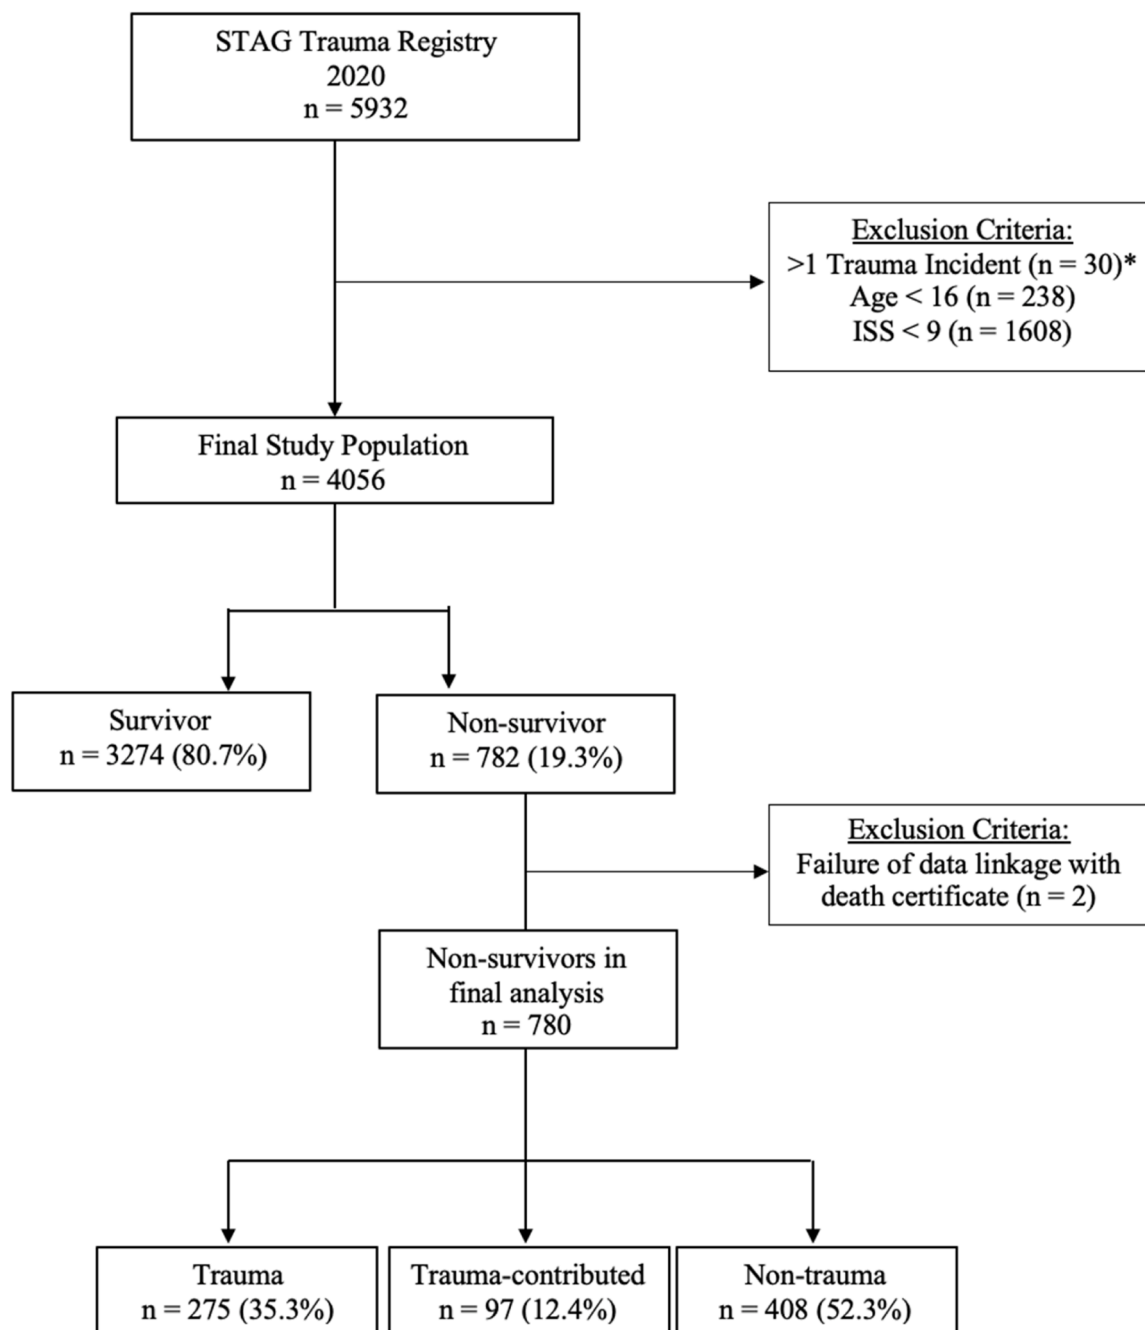 STAG Trauma Registry
2020
n = 5932
Exclusion Criteria:
>1 Trauma Incident (n = 30)*
Age < 16 (n = 238)
ISS < 9 (n = 1608)
Final Study Population
n = 4056
Survivor
n = 3274 (80.7%)
Non-survivor
n = 782 (19.3%)
Exclusion Criteria:
Failure of data linkage with
death certificate (n = 2)
Non-survivors in
final analysis
n = 780
Trauma
n = 275 (35.3%)
Trauma-contributed
n = 97 (12.4%)
Non-trauma
n = 408 (52.3%)